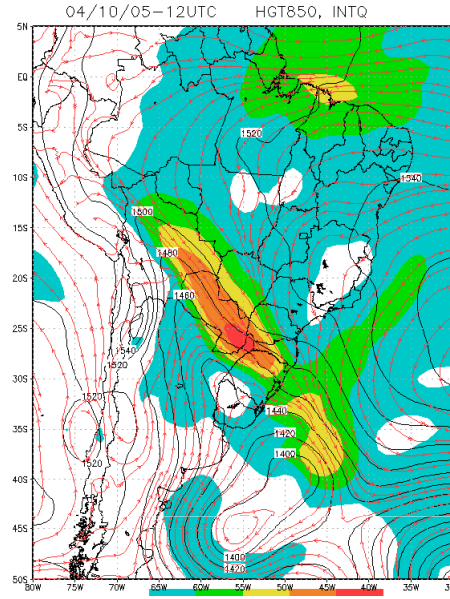 04/10/05-12UTC HGT850, INTQ
5N
EQ
5S
10S
15S
20S
25S
30S
35S
40S
45S
50S
80W 75W 70W 65W 60W 55W 50W 45W 40W 35W
1520
1540
1500
1480
1460
1540
1520
1520
1440
1420
1400
1520
1400
1420